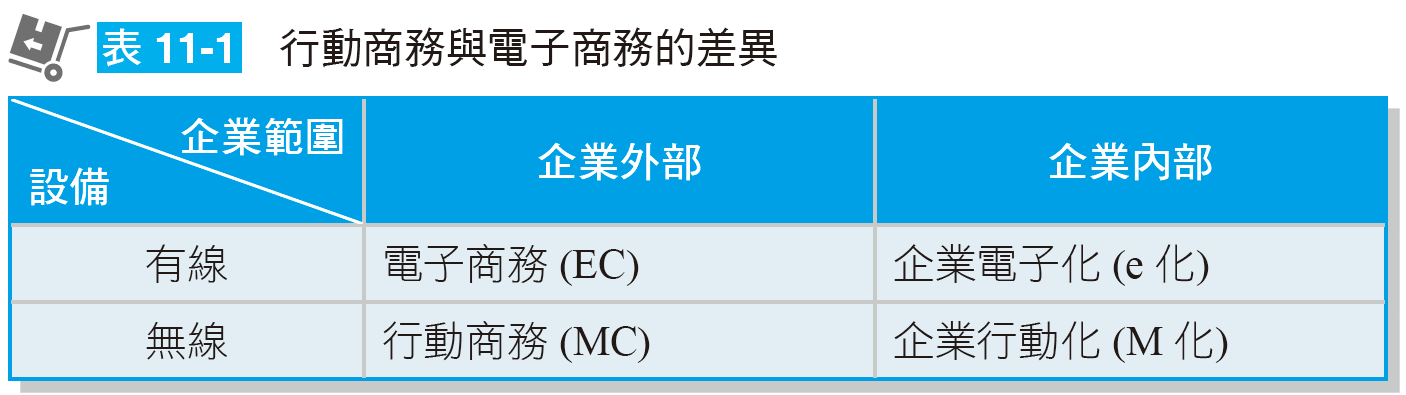 表 11-1 行動商務與電子商務的差異
企業範圍
設備
企業外部
企業內部
有線
電子商務 (EC)
企業電子化 (e 化)
無線
行動商務 (MC)
企業行動化 (M 化)